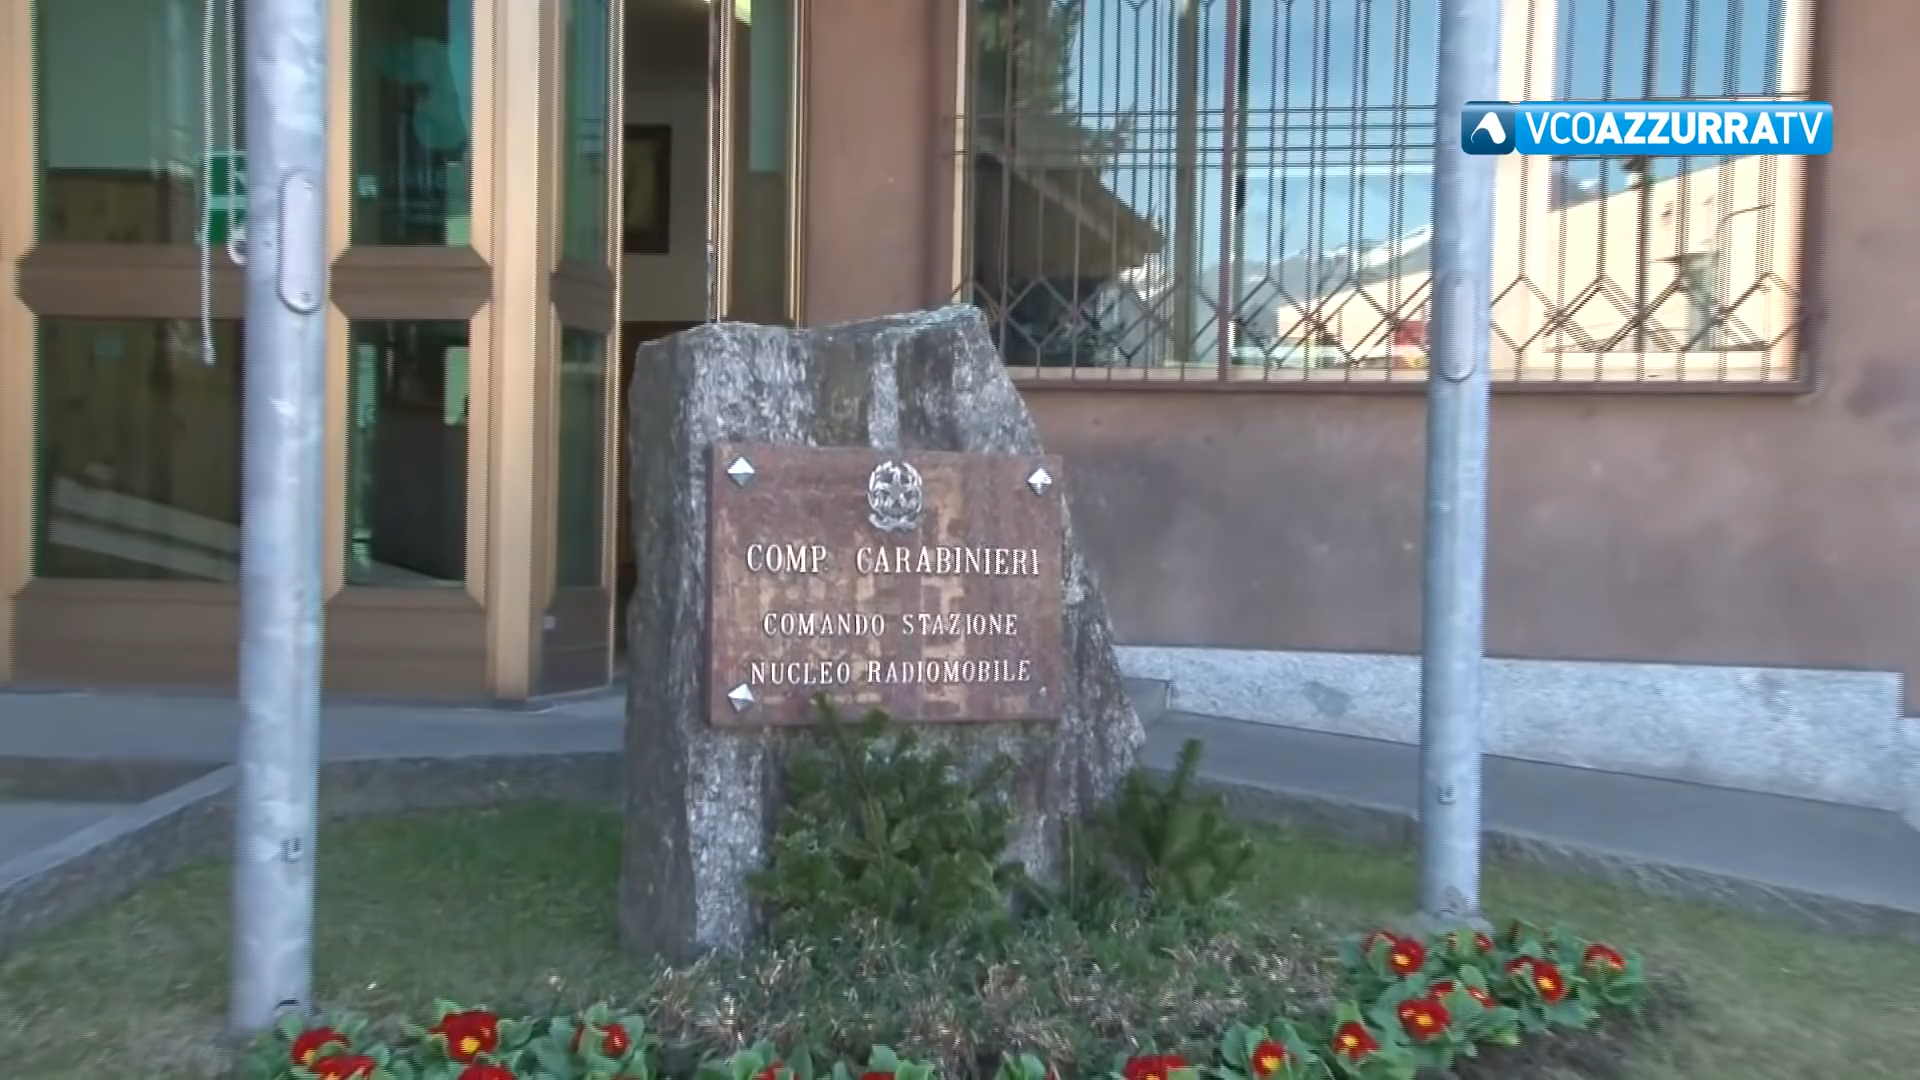 VCOAZZURRATV
COMP. CARABINIERI
COMANDO STAZIONE
NUCLEO RADIOMOBILE